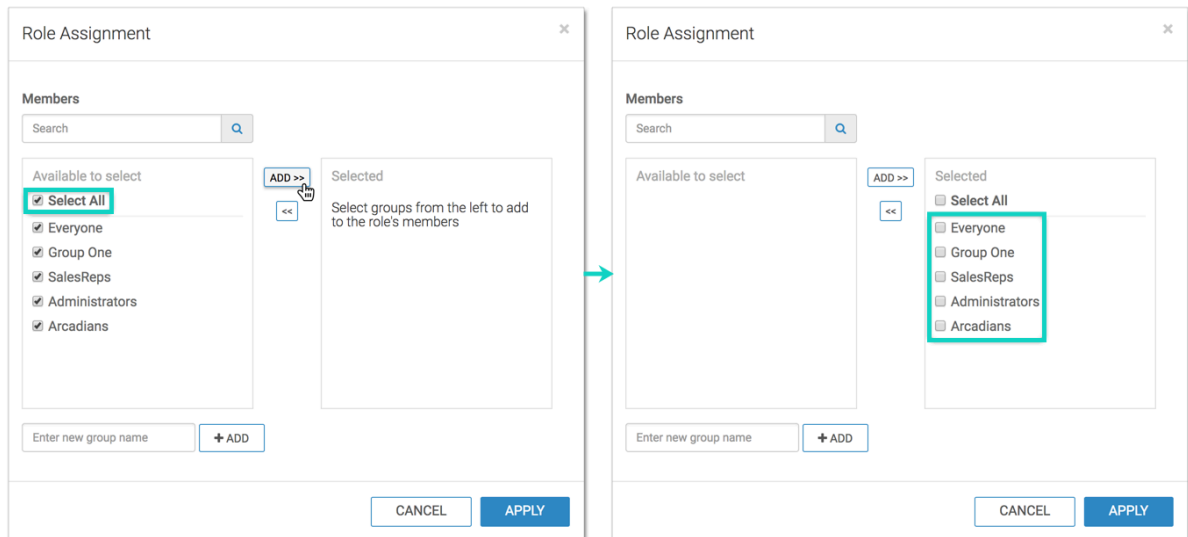 Role Assignment
×
Members
Search
Available to select
Select All
Everyone
Group One
SalesReps
Administrators
Arcadians
ADD >>
<<
Selected
Select groups from the left to add
to the role's members
Enter new group name
+ ADD
CANCEL
APPLY
Role Assignment
×
Members
Search
Available to select
ADD >>
<<
Selected
Select All
Everyone
Group One
SalesReps
Administrators
Arcadians
Enter new group name
+ ADD
CANCEL
APPLY